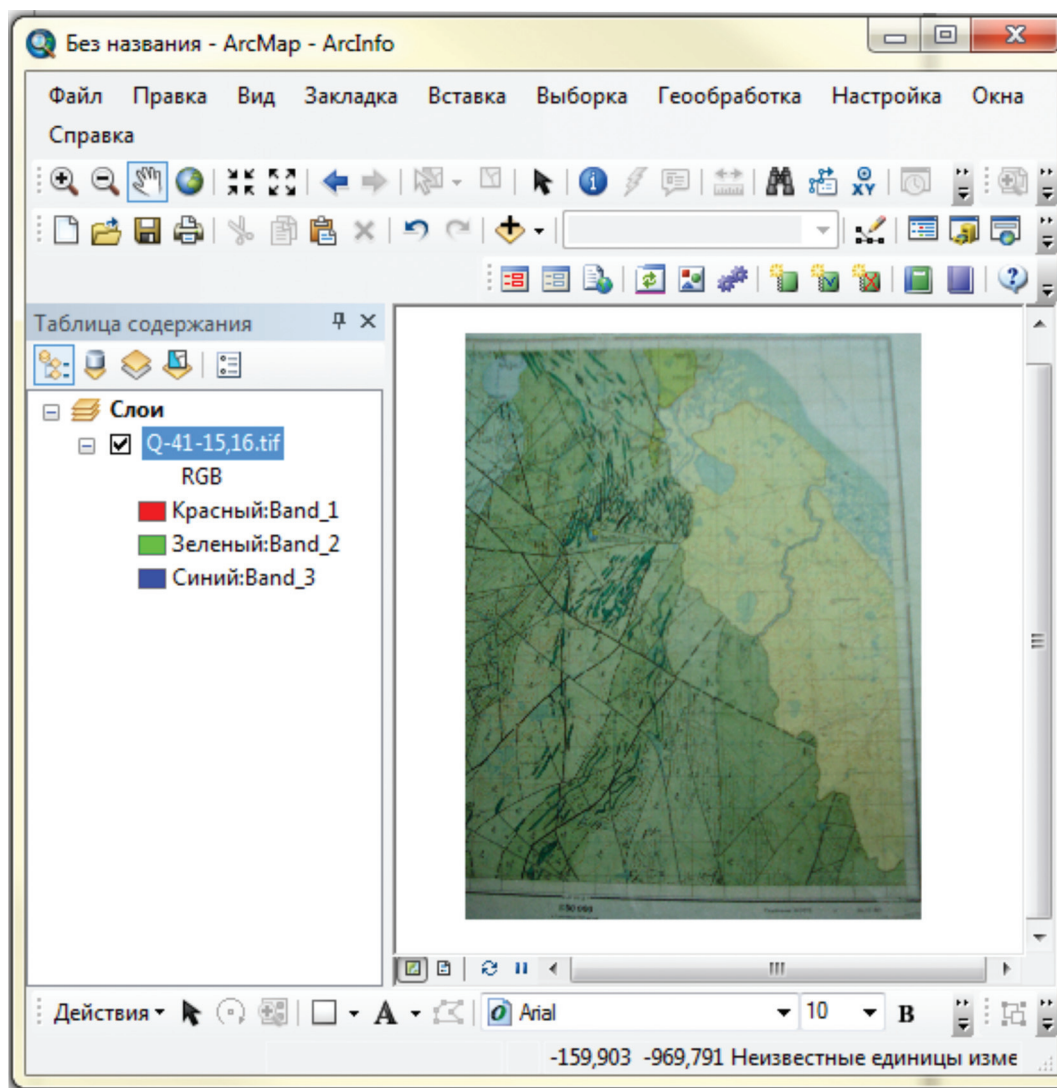 Без названия - ArcMap - ArcInfo
Файл Правка Вид Закладка Вставка Выборка Геообработка Настройка Окна
Справка
XY
Таблица содержания
Слои
Q-41-15,16.tif
RGB
Красный:Band_1
Зеленый:Band_2
Синий:Band_3
Действия A Arial 10 B
-159,903 -969,791 Неизвестные единицы изме